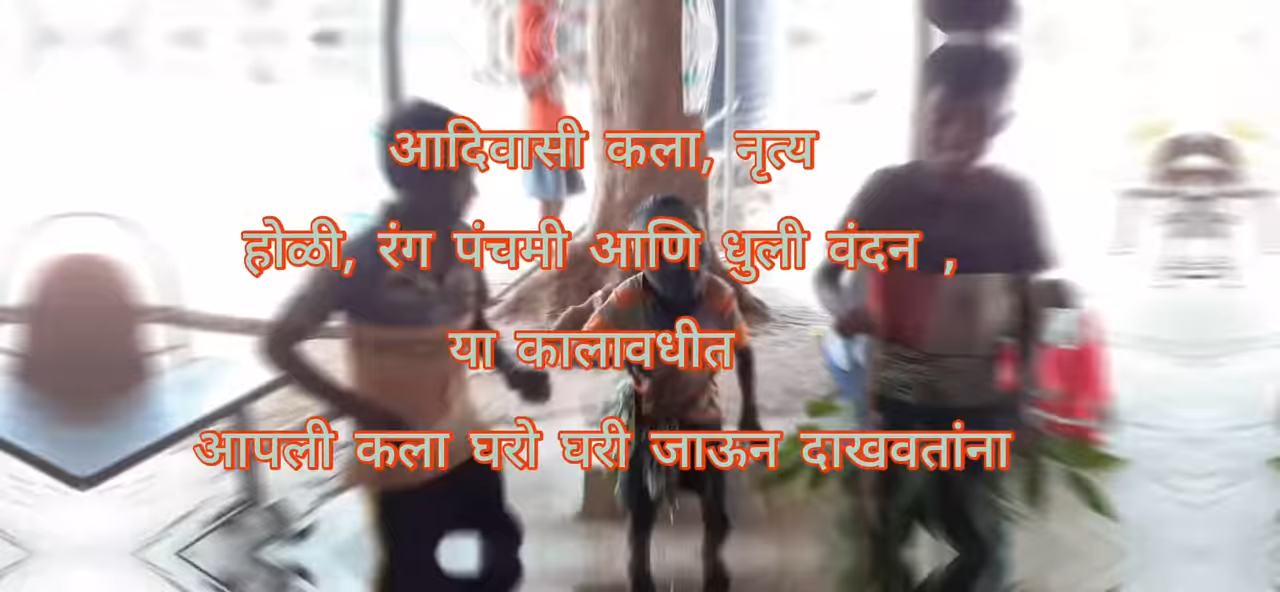 आदिवासी कला, नृत्य
होळी, रंग पंचमी आणि धुली वंदन ,
या कालावधीत
आपली कला घरो घरी जाऊन दाखवतांना